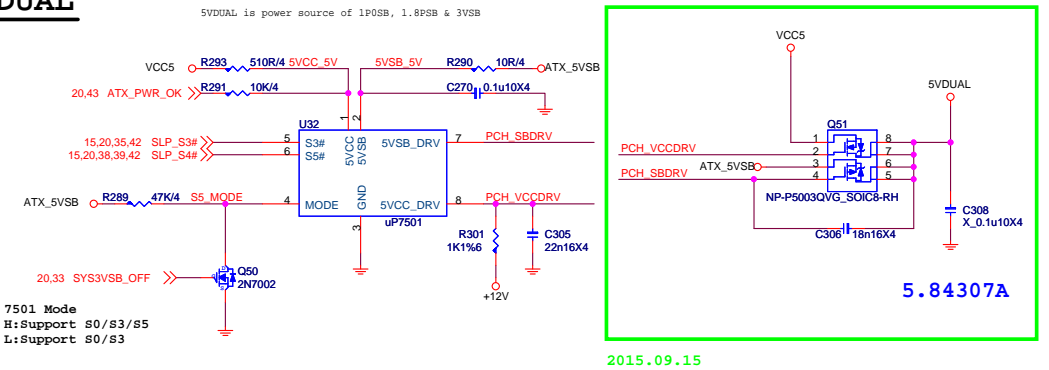 DUAL
5VDUAL is power source of 1P0SB, 1.8PSB & 3VSB
VCC5
R293
510R/4
5VCC_5V
5VSB_5V
R290
10R/4
ATX_5VSB
20,43 ATX_PWR_OK
R291
10K/4
C270
0.1u10X4
1
2
U32
15,20,35,42 SLP_S3#
5
S3#
5VCC
5VSB
5VSB_DRV
7
PCH_SBDRV
15,20,38,39,42 SLP_S4#
6
S5#
ATX_5VSB
R289
47K/4
S5_MODE
4
MODE
GND
5VCC_DRV
8
PCH_VCCDRV
3
uP7501
R301
1K1%6
C305
22n16X4
+12V
20,33 SYS3VSB_OFF
Q50
2N7002
7501 Mode
H:Support S0/S3/S5
L:Support S0/S3
VCC5
5VDUAL
Q51
1
8
PCH_VCCDRV
2
7
ATX_5VSB
3
6
PCH_SBDRV
4
5
NP-P5003QVG_SOIC8-RH
C306
18n16X4
C308
X_0.1u10X4
5.84307A
2015.09.15